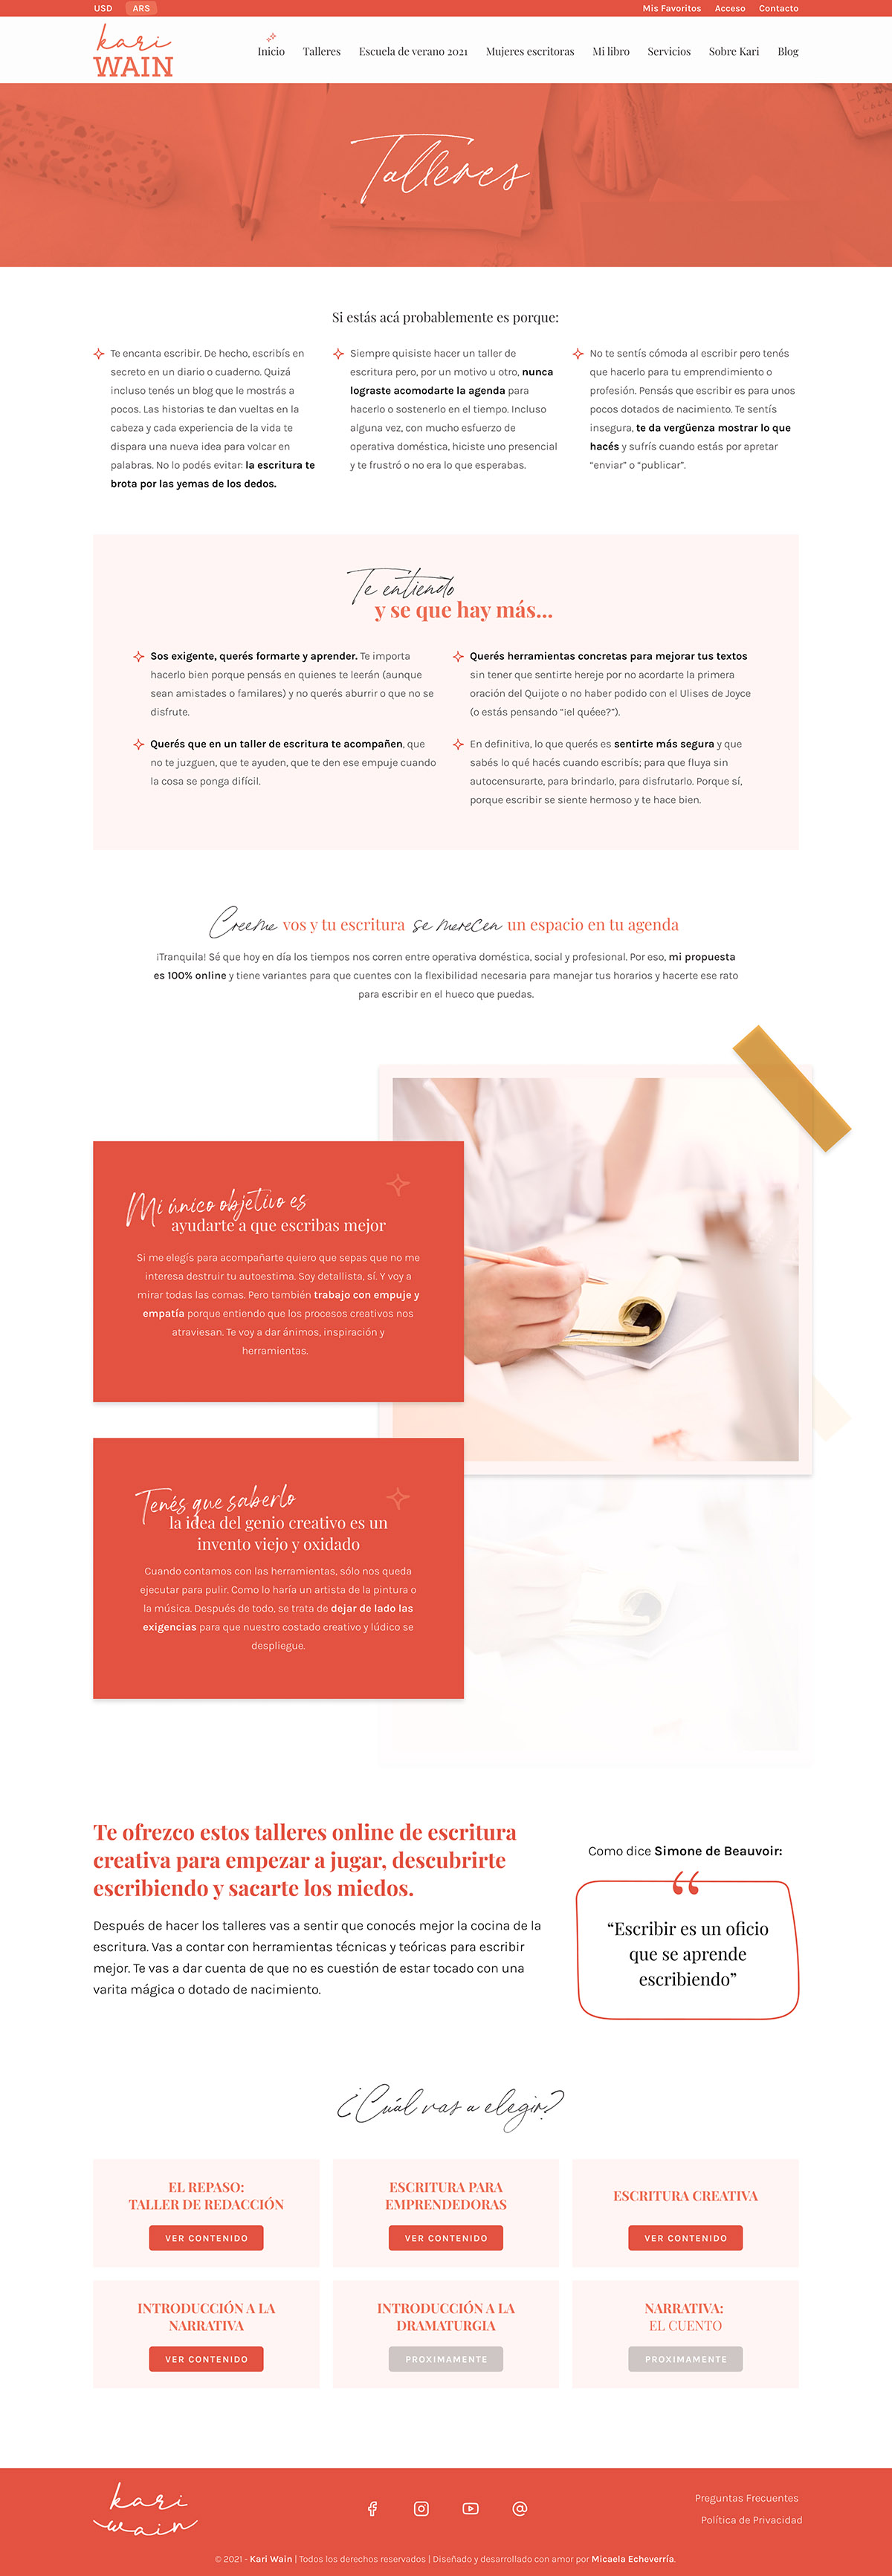 USD ARS Mis Favoritos Acceso Contacto
kari
WAIN
Inicio Talleres Escuela de verano 2021 Mujeres escritoras Mi libro Servicios Sobre Kari Blog
Talleres
Si estás acá probablemente es porque:
Te encanta escribir. De hecho, escribís en
secreto en un diario o cuaderno. Quizá
incluso tenés un blog que le mostrás a
pocos. Las historias te dan vueltas en la
cabeza y cada experiencia de la vida te
dispara una nueva idea para volcar en
palabras. No lo podés evitar: la escritura te
brota por las yemas de los dedos.
Siempre quisiste hacer un taller de
escritura pero, por un motivo u otro, nunca
lograste acomodarte la agenda para
hacerlo o sostenerlo en el tiempo. Incluso
alguna vez, con mucho esfuerzo de
operativa doméstica, hiciste uno presencial
y te frustró o no era lo que esperabas.
No te sentís cómoda al escribir pero tenés
que hacerlo para tu emprendimiento o
profesión. Pensás que escribir es para unos
pocos dotados de nacimiento. Te sentís
insegura, te da vergüenza mostrar lo que
hacés y sufrís cuando estás por apretar
“enviar” o “publicar”.
Te entiendo
y se que hay más...
Sos exigente, querés formarte y aprender. Te importa
hacerlo bien porque pensás en quienes te leerán (aunque
sean amistades o familares) y no querés aburrir o que no se
disfrute.
Querés herramientas concretas para mejorar tus textos
sin tener que sentirte hereje por no acordarte la primera
oración del Quijote o no haber podido con el Ulises de Joyce
(o estás pensando “¡el quéee?”).
Querés que en un taller de escritura te acompañen, que
no te juzguen, que te ayuden, que te den ese empuje cuando
la cosa se ponga difícil.
En definitiva, lo que querés es sentirte más segura y que
sabés lo qué hacés cuando escribís; para que fluya sin
autocensurarte, para brindarlo, para disfrutarlo. Porque sí,
porque escribir se siente hermoso y te hace bien.
Creeme vos y tu escritura se merecen un espacio en tu agenda
¡Tranquila! Sé que hoy en día los tiempos nos corren entre operativa doméstica, social y profesional. Por eso, mi propuesta
es 100% online y tiene variantes para que cuentes con la flexibilidad necesaria para manejar tus horarios y hacerte ese rato
para escribir en el hueco que puedas.
Mi único objetivo es
ayudarte a que escribas mejor
Si me elegís para acompañarte quiero que sepas que no me
interesa destruir tu autoestima. Soy detallista, sí. Y voy a
mirar todas las comas. Pero también trabajo con empuje y
empatía porque entiendo que los procesos creativos nos
atraviesan. Te voy a dar ánimos, inspiración y
herramientas.
Tenés que saberlo
la idea del genio creativo es un
invento viejo y oxidado
Cuando contamos con las herramientas, sólo nos queda
ejecutar para pulir. Como lo haría un artista de la pintura o
la música. Después de todo, se trata de dejar de lado las
exigencias para que nuestro costado creativo y lúdico se
despliegue.
Te ofrezco estos talleres online de escritura
creativa para empezar a jugar, descubrirte
escribiendo y sacarte los miedos.
Después de hacer los talleres vas a sentir que conocés mejor la cocina de la
escritura. Vas a contar con herramientas técnicas y teóricas para escribir
mejor. Te vas a dar cuenta de que no es cuestión de estar tocado con una
varita mágica o dotado de nacimiento.
Como dice Simone de Beauvoir:
“
“Escribir es un oficio
que se aprende
escribiendo”
¿Cuál vas a elegir?
EL REPASO:
TALLER DE REDACCIÓN
VER CONTENIDO
ESCRITURA PARA
EMPRENDEDORAS
VER CONTENIDO
ESCRITURA CREATIVA
VER CONTENIDO
INTRODUCCIÓN A LA
NARRATIVA
VER CONTENIDO
INTRODUCCIÓN A LA
DRAMATURGIA
PROXIMAMENTE
NARRATIVA:
EL CUENTO
PROXIMAMENTE
kari
wain
Preguntas Frecuentes
Política de Privacidad
© 2021 - Kari Wain | Todos los derechos reservados | Diseñado y desarrollado con amor por Micaela Echeverría.